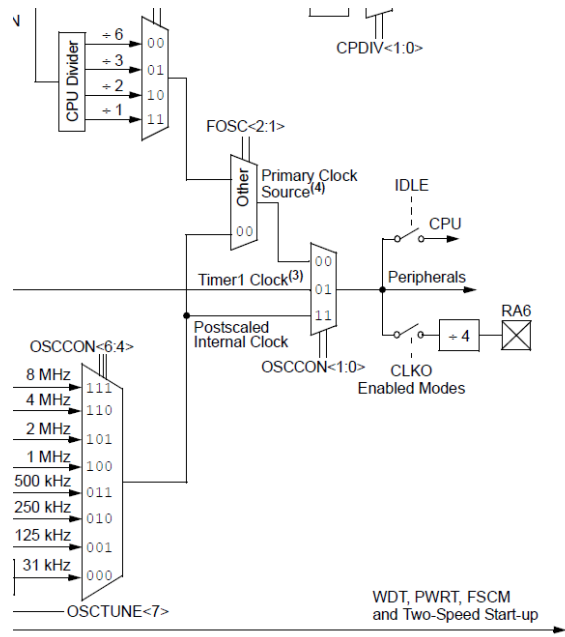 N
CPU Divider
÷ 6
÷ 3
÷ 2
÷ 1
00
01
10
11
CPDIV<1:0>
FOSC<2:1>
Other
00
Primary Clock
Source(4)
IDLE
CPU
00
01
11
Timer1 Clock(3)
Peripherals
Postscaled
Internal Clock
RA6
÷ 4
OSCCON<1:0>
CLKO
Enabled Modes
OSCCON<6:4>
8 MHz
4 MHz
2 MHz
1 MHz
500 kHz
250 kHz
125 kHz
31 kHz
111
110
101
100
011
010
001
000
OSCTUNE<7>
WDT, PWRT, FSCM
and Two-Speed Start-up